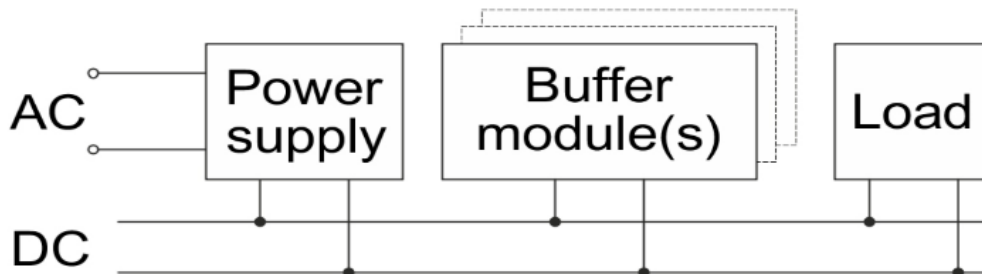 AC
Power
supply
Buffer
module(s)
Load
DC